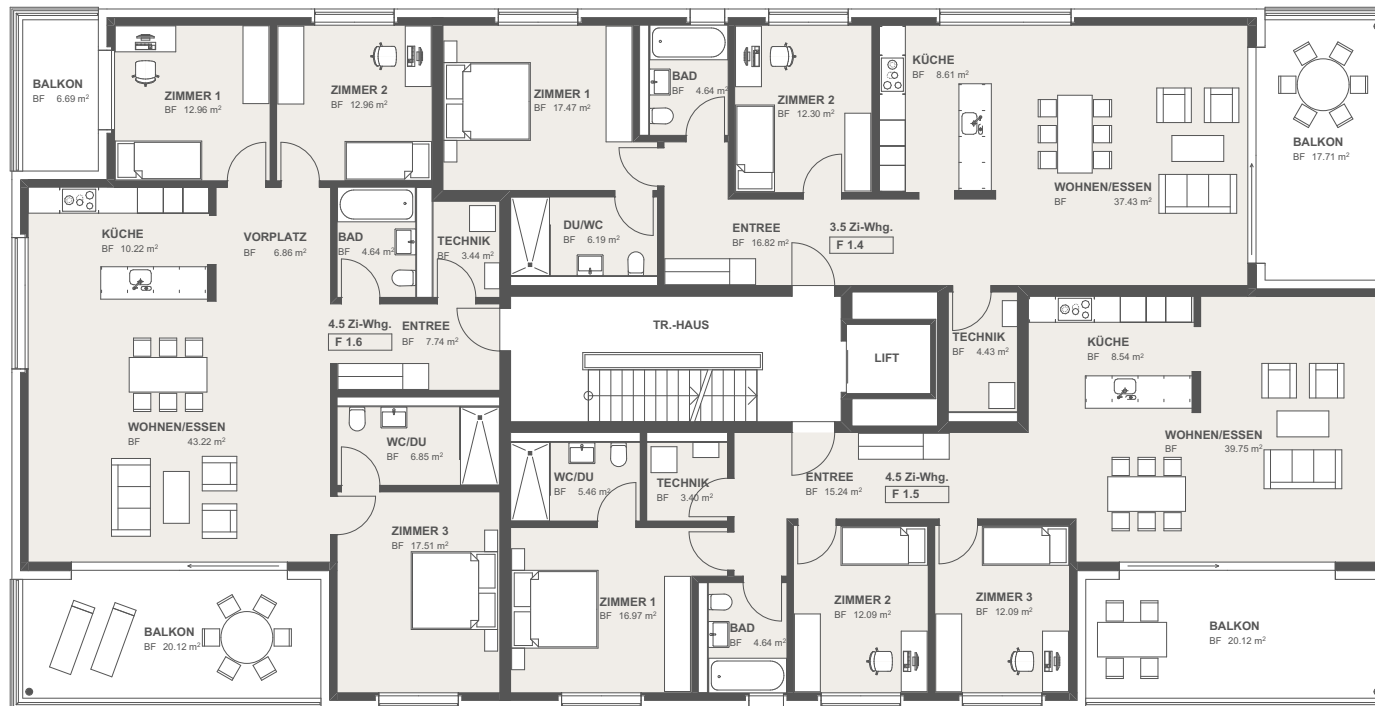 BALKON
BF 6.69 m²
ZIMMER 1
BF 12.96 m²
ZIMMER 2
BF 12.96 m²
ZIMMER 1
BF 17.47 m²
BAD
BF 4.64 m²
ZIMMER 2
BF 12.30 m²
KÜCHE
BF 8.61 m²
BALKON
BF 17.71 m²
WOHNEN/ESSEN
BF 37.43 m²
KÜCHE
BF 10.22 m²
VORPLATZ
BF 6.86 m²
BAD
BF 4.64 m²
TECHNIK
BF 3.44 m²
DU/WC
BF 6.19 m²
ENTREE
BF 16.82 m²
3.5 Zi-Whg.
F 1.4
4.5 Zi-Whg.
F 1.6
ENTREE
BF 7.74 m²
TR.-HAUS
LIFT
TECHNIK
BF 4.43 m²
KÜCHE
BF 8.54 m²
WOHNEN/ESSEN
BF 43.22 m²
WC/DU
BF 6.85 m²
WOHNEN/ESSEN
BF 39.75 m²
WC/DU
BF 5.46 m²
TECHNIK
BF 3.40 m²
ENTREE
BF 15.24 m²
4.5 Zi-Whg.
F 1.5
ZIMMER 3
BF 17.51 m²
ZIMMER 1
BF 16.97 m²
ZIMMER 2
BF 12.09 m²
ZIMMER 3
BF 12.09 m²
BALKON
BF 20.12 m²
BAD
BF 4.64 m²
BALKON
BF 20.12 m²